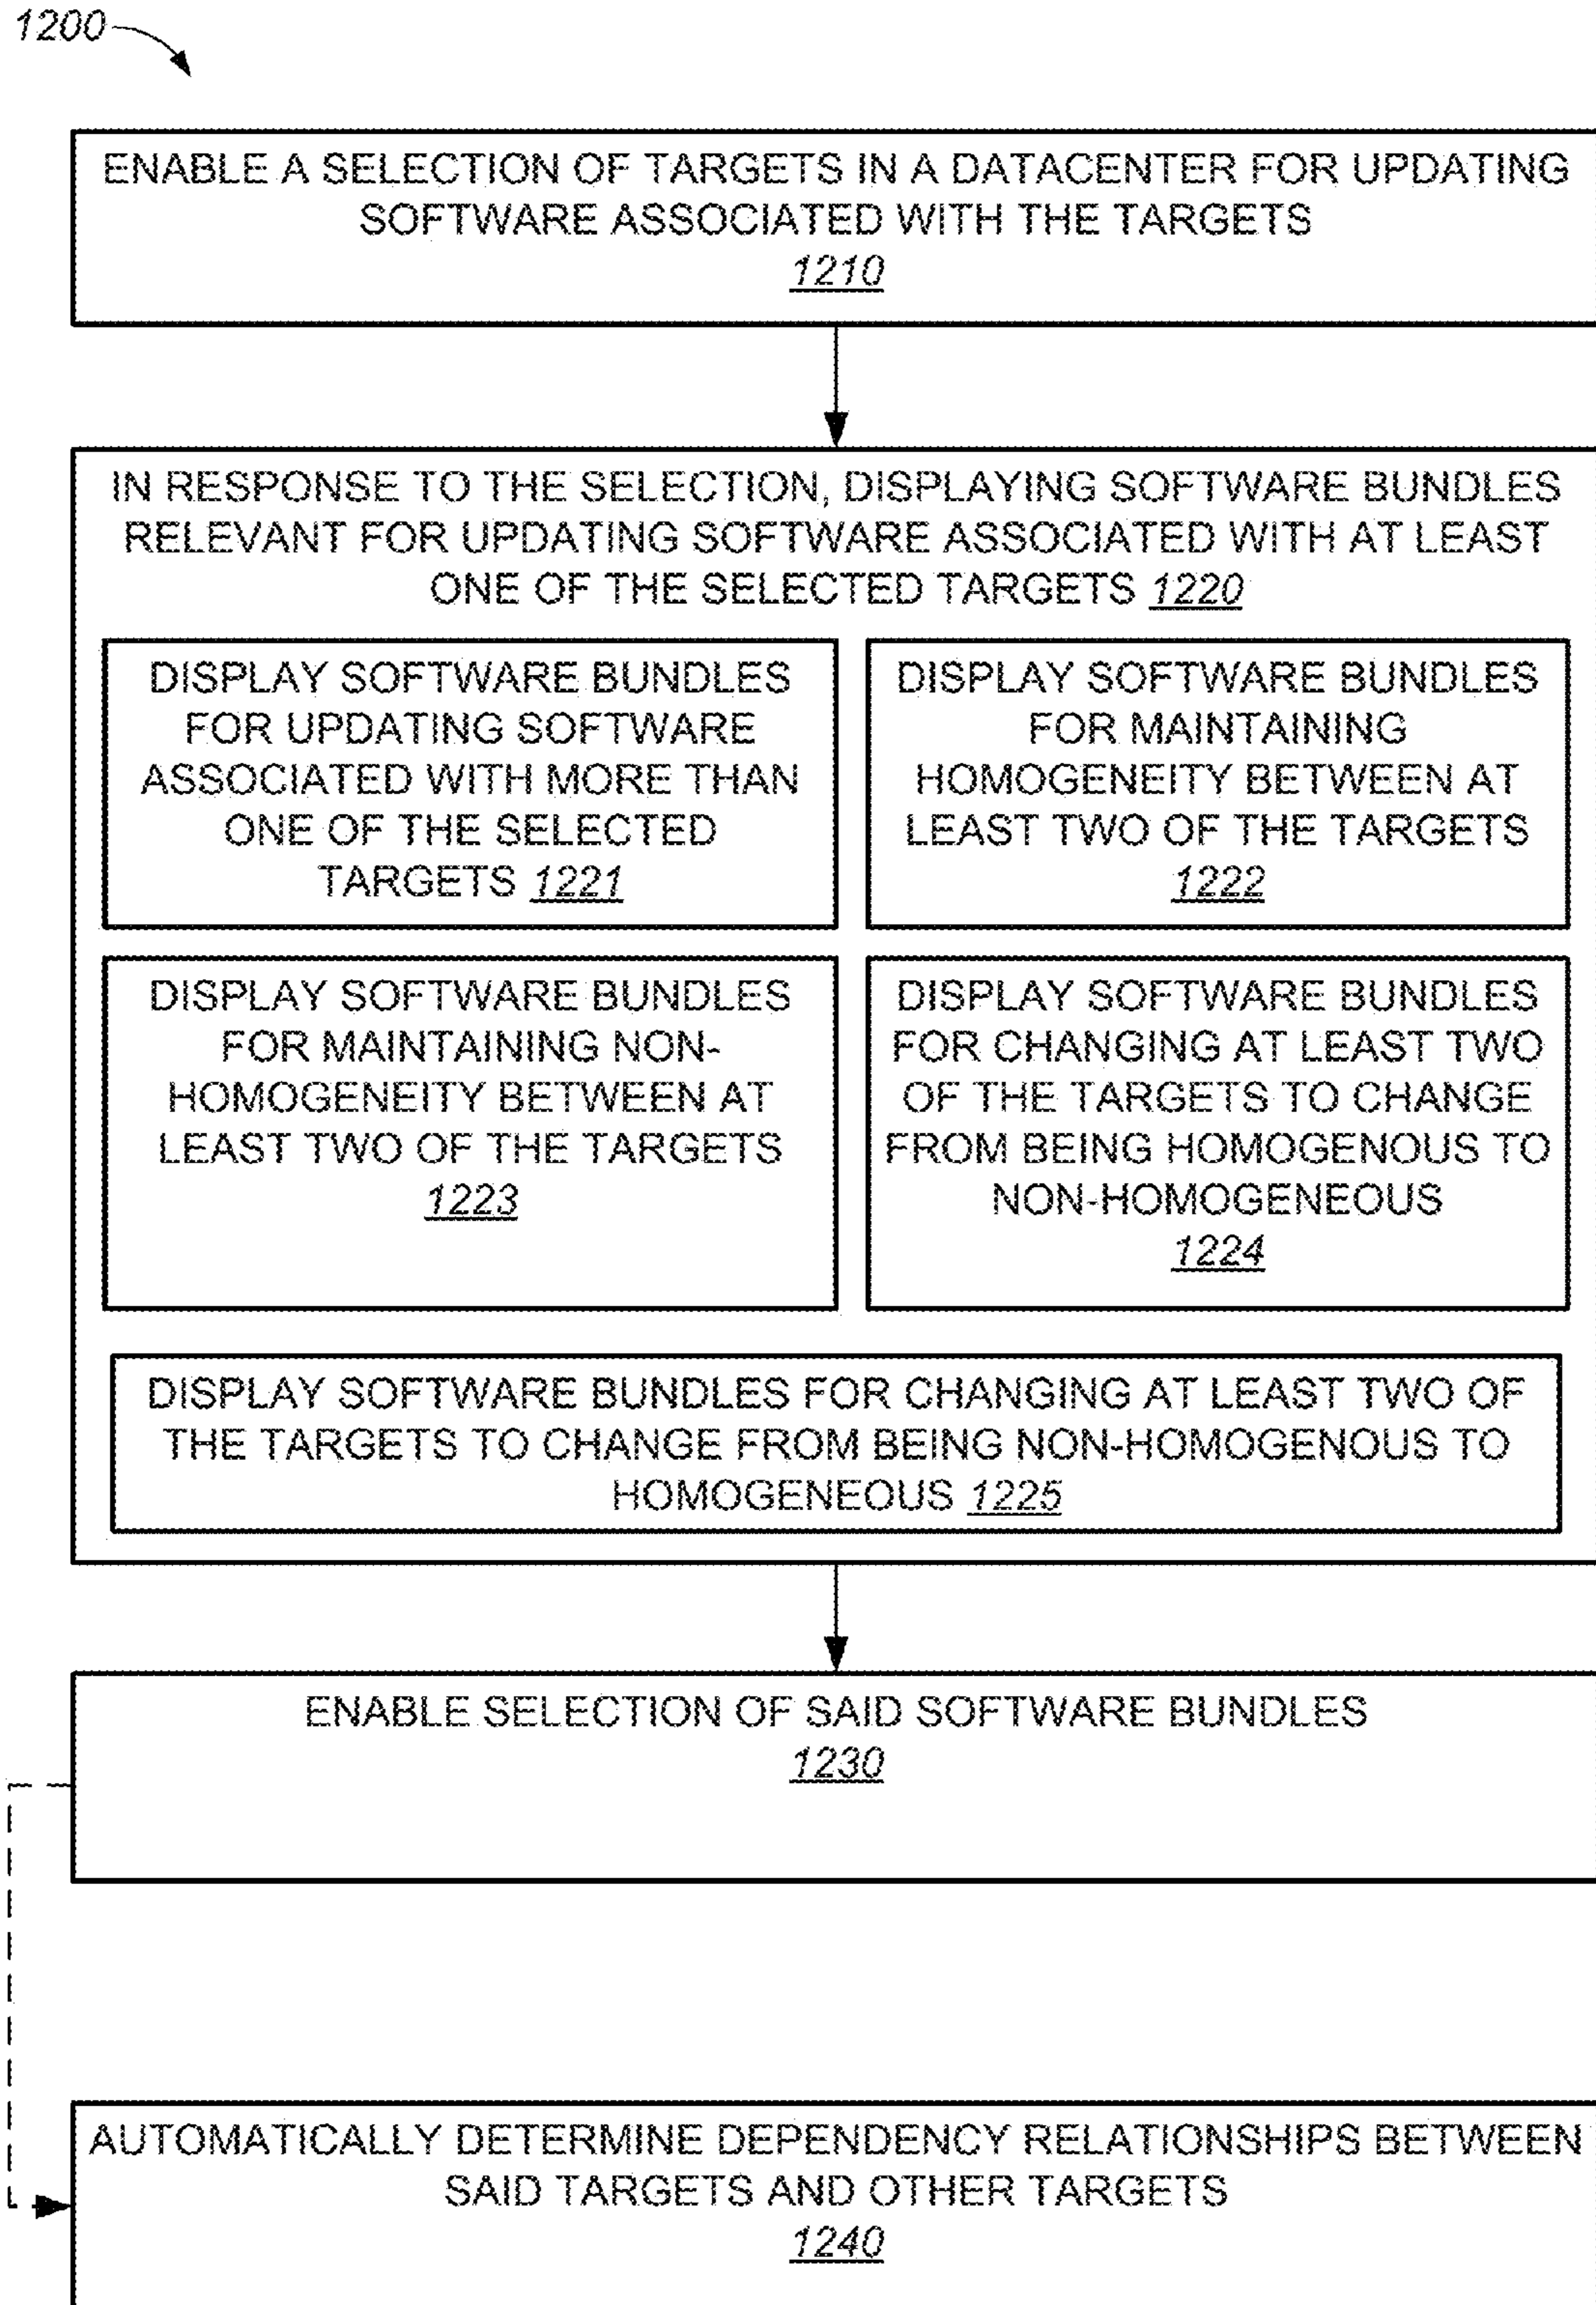 1200
ENABLE A SELECTION OF TARGETS IN A DATACENTER FOR UPDATING
SOFTWARE ASSOCIATED WITH THE TARGETS
1210
IN RESPONSE TO THE SELECTION, DISPLAYING SOFTWARE BUNDLES
RELEVANT FOR UPDATING SOFTWARE ASSOCIATED WITH AT LEAST
ONE OF THE SELECTED TARGETS 1220
DISPLAY SOFTWARE BUNDLES
FOR UPDATING SOFTWARE
ASSOCIATED WITH MORE THAN
ONE OF THE SELECTED
TARGETS 1221
DISPLAY SOFTWARE BUNDLES
FOR MAINTAINING
HOMOGENEITY BETWEEN AT
LEAST TWO OF THE TARGETS
1222
DISPLAY SOFTWARE BUNDLES
FOR MAINTAINING NON-
HOMOGENEITY BETWEEN AT
LEAST TWO OF THE TARGETS
1223
DISPLAY SOFTWARE BUNDLES
FOR CHANGING AT LEAST TWO
OF THE TARGETS TO CHANGE
FROM BEING HOMOGENOUS TO
NON-HOMOGENEOUS
1224
DISPLAY SOFTWARE BUNDLES FOR CHANGING AT LEAST TWO OF
THE TARGETS TO CHANGE FROM BEING NON-HOMOGENOUS TO
HOMOGENEOUS 1225
ENABLE SELECTION OF SAID SOFTWARE BUNDLES
1230
AUTOMATICALLY DETERMINE DEPENDENCY RELATIONSHIPS BETWEEN
SAID TARGETS AND OTHER TARGETS
1240